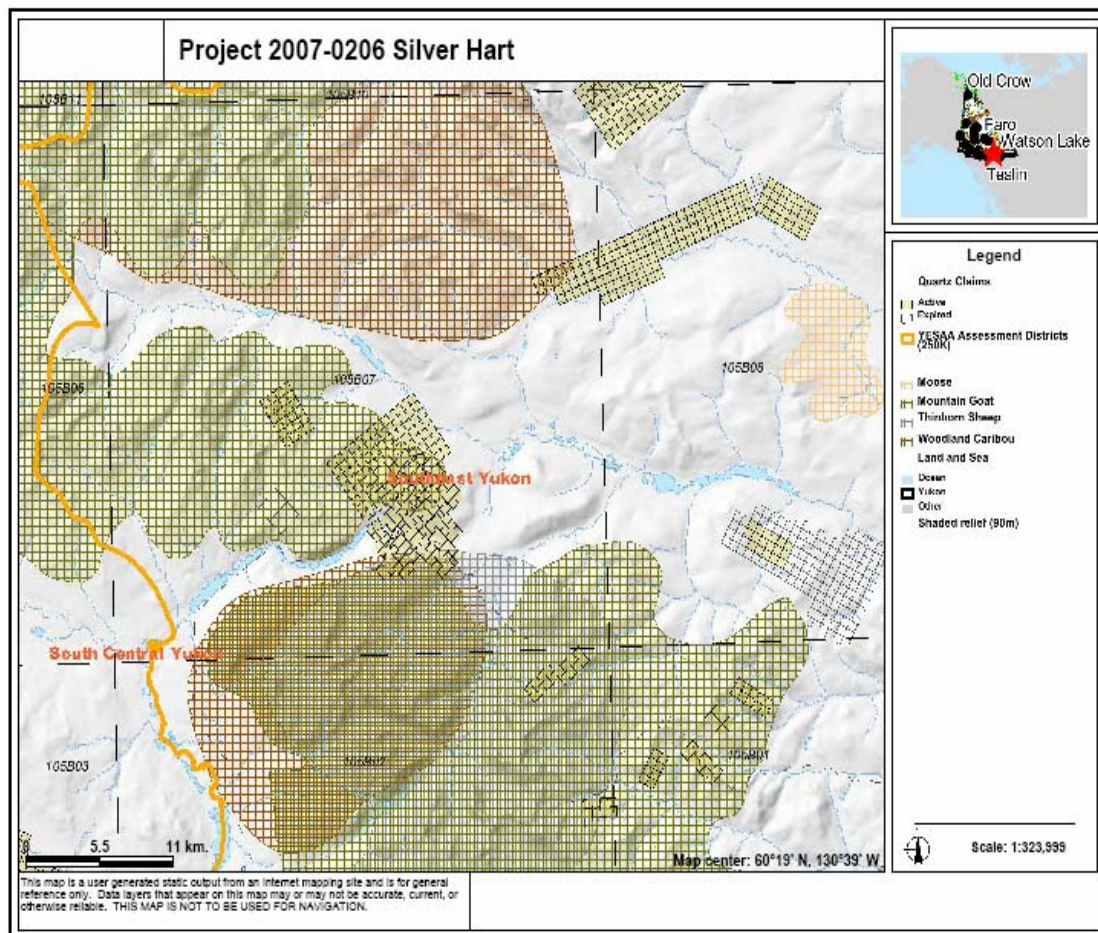 Project 2007-0206 Silver Hart
Old Crow
Faro
Watson Lake
Teslin
105B11
105B10
105B06
105B07
105B08
Southeast Yukon
South Central Yukon
105B03
105B02
105B01
5.5
11 km.
Map center: 60°19' N, 130°39' W
Legend
Quartz Claims
Active
Expired
YESAA Assessment Districts
(250K)
Moose
Mountain Goat
Thinhorn Sheep
Woodland Caribou
Land and Sea
Ocean
Yukon
Other
Shaded relief (90m)
Scale: 1:323,999
This map is a user generated static output from an internet mapping site and is for general
reference only. Data layers that appear on this map may or may not be accurate, current, or
otherwise reliable. THIS MAP IS NOT TO BE USED FOR NAVIGATION.